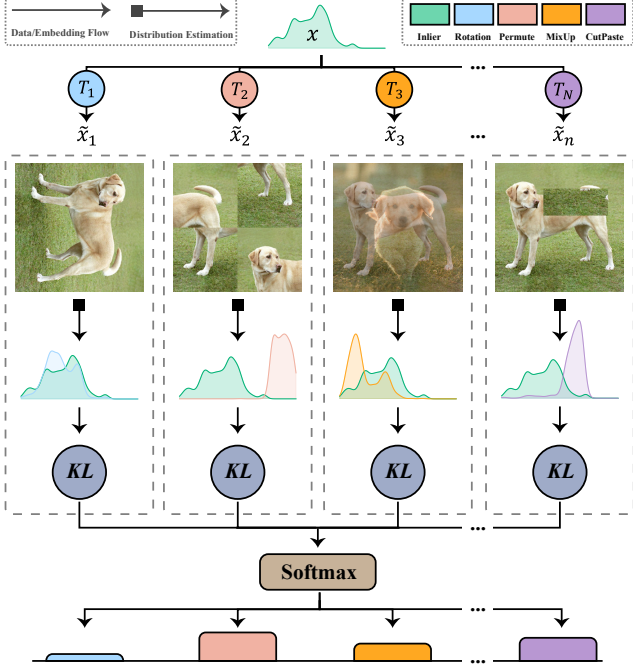 Data/Embedding Flow Distribution Estimation
x
Inlier Rotation Permute MixUp CutPaste
T₁ T₂ T₃ ... T_N
x̃₁ x̃₂ x̃₃ ... x̃ₙ
KL KL KL KL
...
Softmax
...